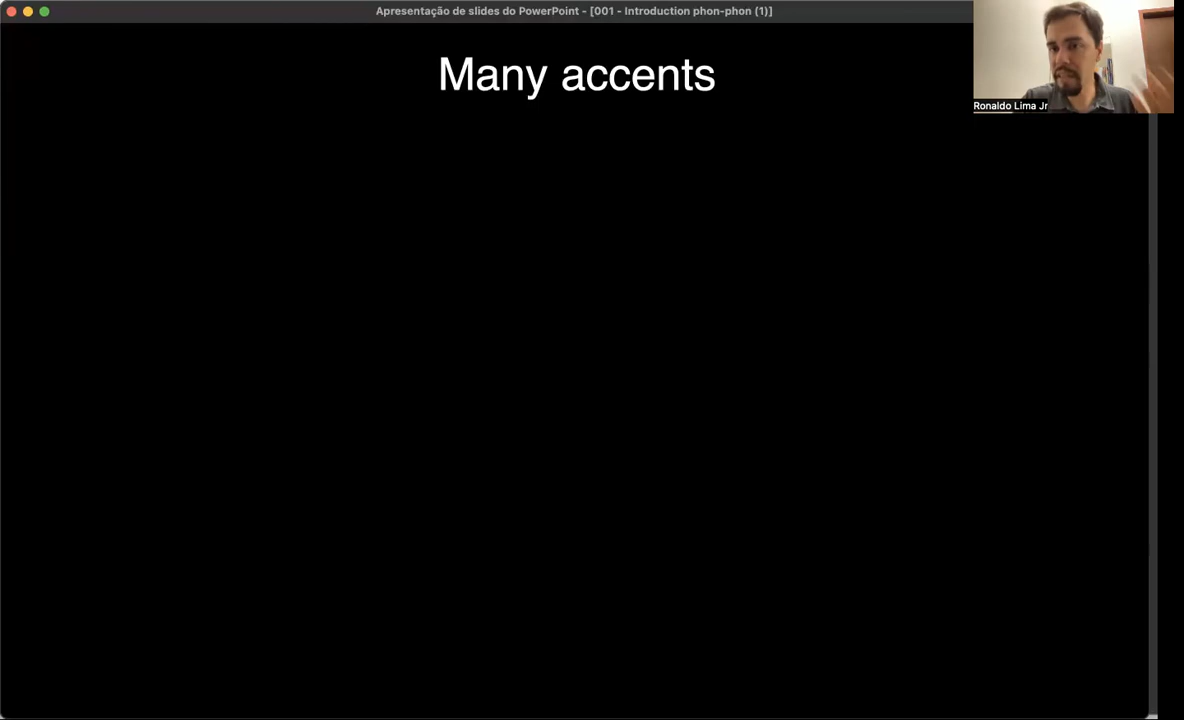 Apresentação de slides do PowerPoint - [001 - Introduction phon-phon (1)]
Many accents
Ronaldo Lima Jr